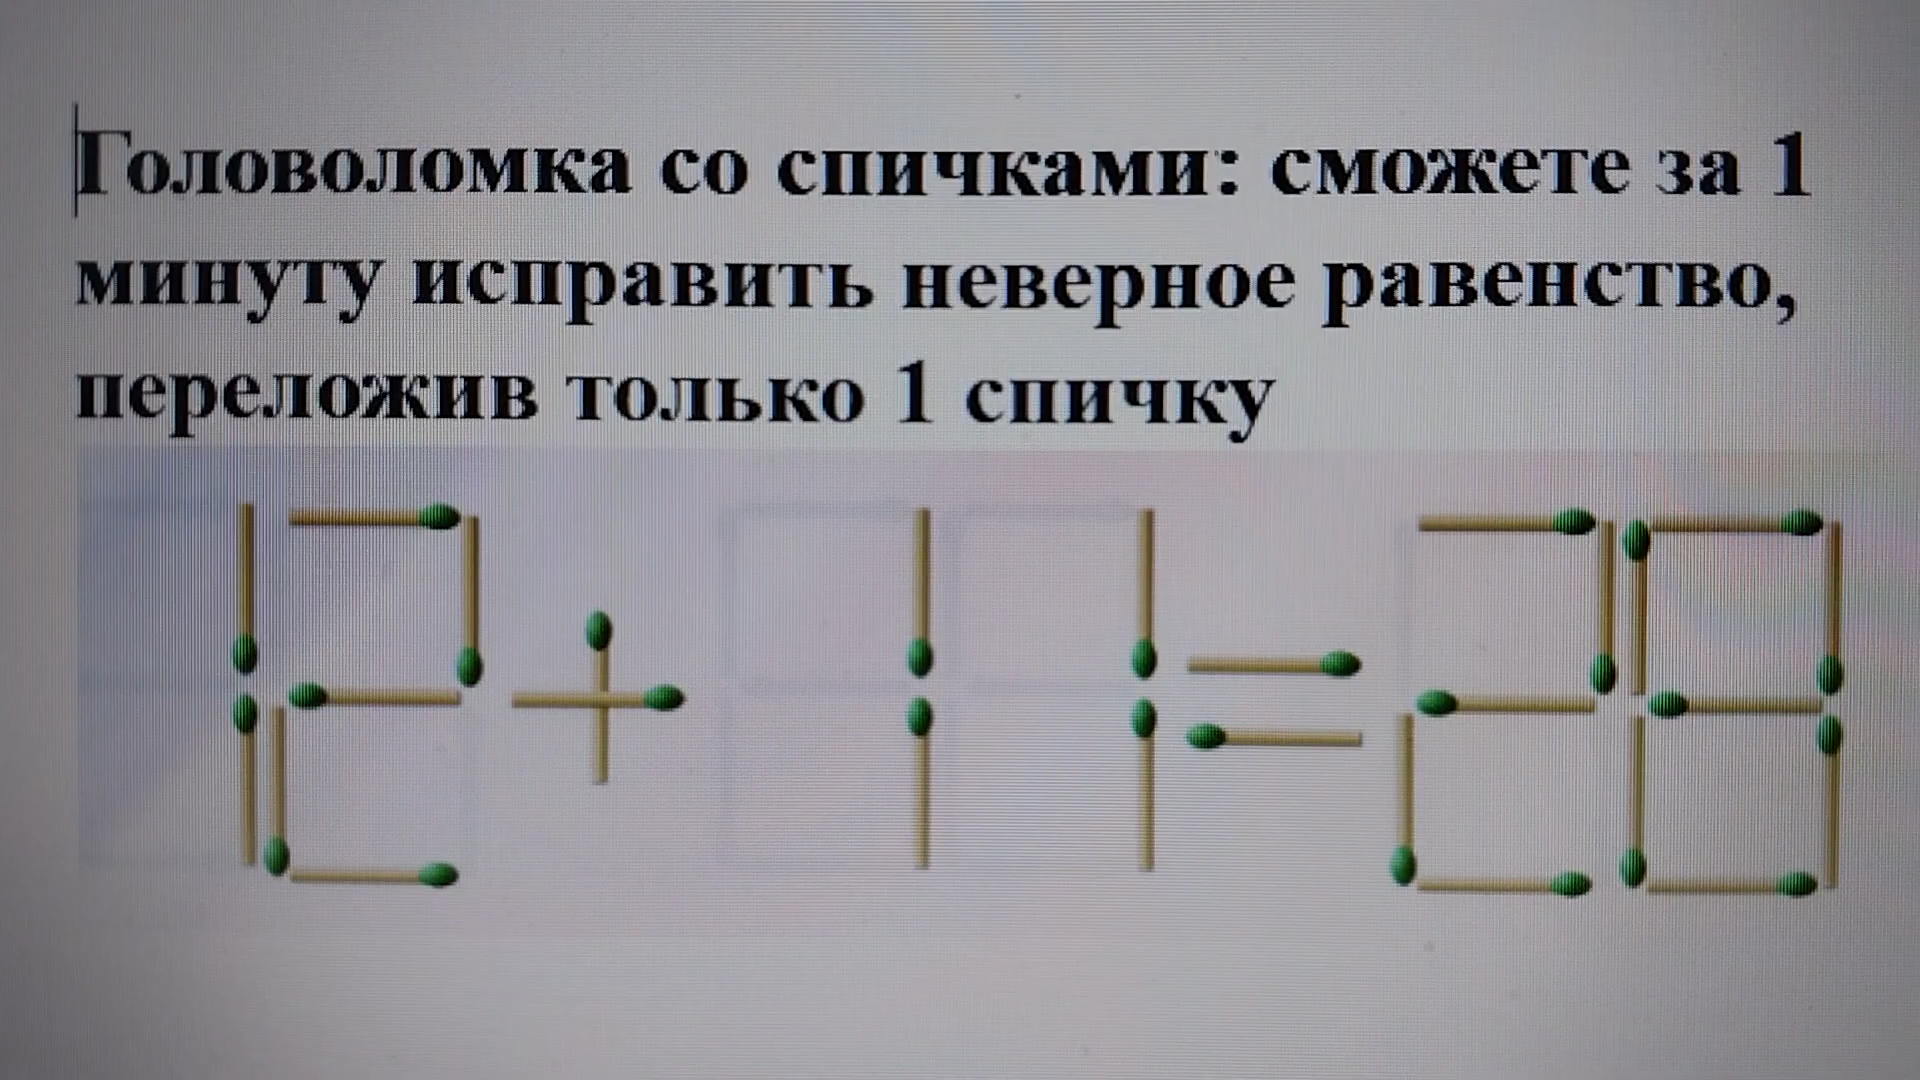 Головоломка со спичками: сможете за 1
минуту исправить неверное равенство,
переложив только 1 спичку
12+11=28